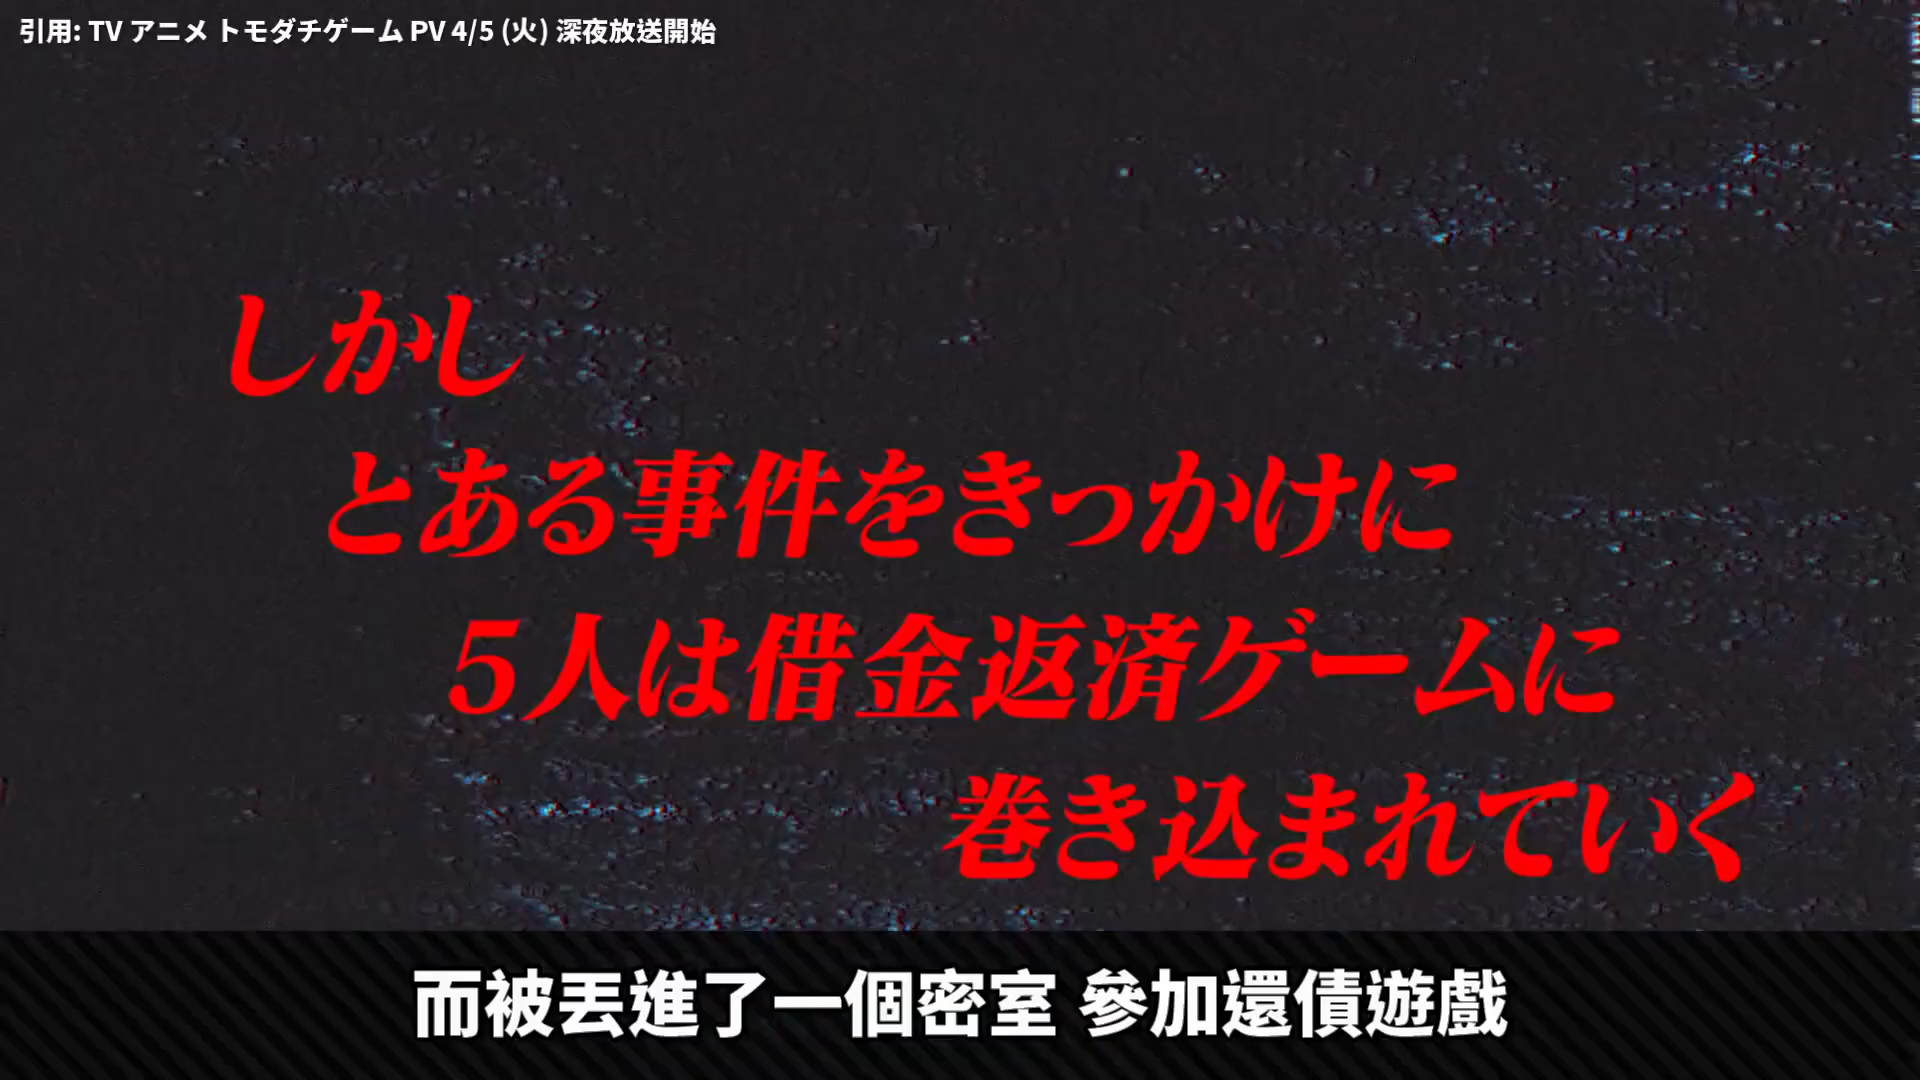 引用: TV アニメ トモダチゲーム PV 4/5 (火) 深夜放送開始
しかし
とある事件をきっかけに
5人は借金返済ゲームに
巻き込まれていく
而被丟進了一個密室 參加還債遊戲